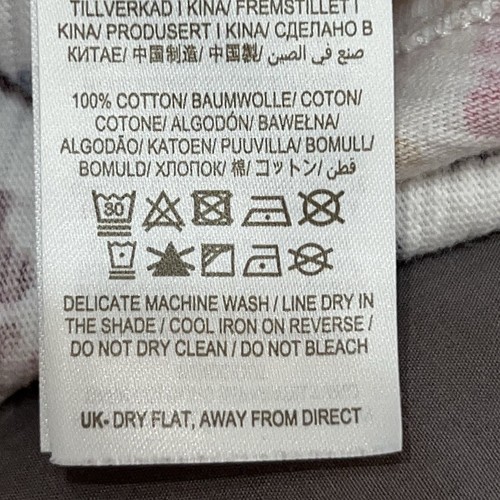 TILLVERKAD I KINA/ FREMSTILLET I
KINA/ PRODUSERT I KINA/ СДЕЛАНО В
КИТАЕ/ 中国制造/ 中国製/ صنع في الصين
100% COTTON/ BAUMWOLLE/ COTON/
COTONE/ ALGODÓN/ BAWEŁNA/
ALGODÃO/ KATOEN/ PUUVILLA/ BOMULL/
BOMULD/ ХЛОПОК/ 棉/ コットン/ قطن
30
DELICATE MACHINE WASH / LINE DRY IN
THE SHADE / COOL IRON ON REVERSE /
DO NOT DRY CLEAN / DO NOT BLEACH
UK- DRY FLAT, AWAY FROM DIRECT